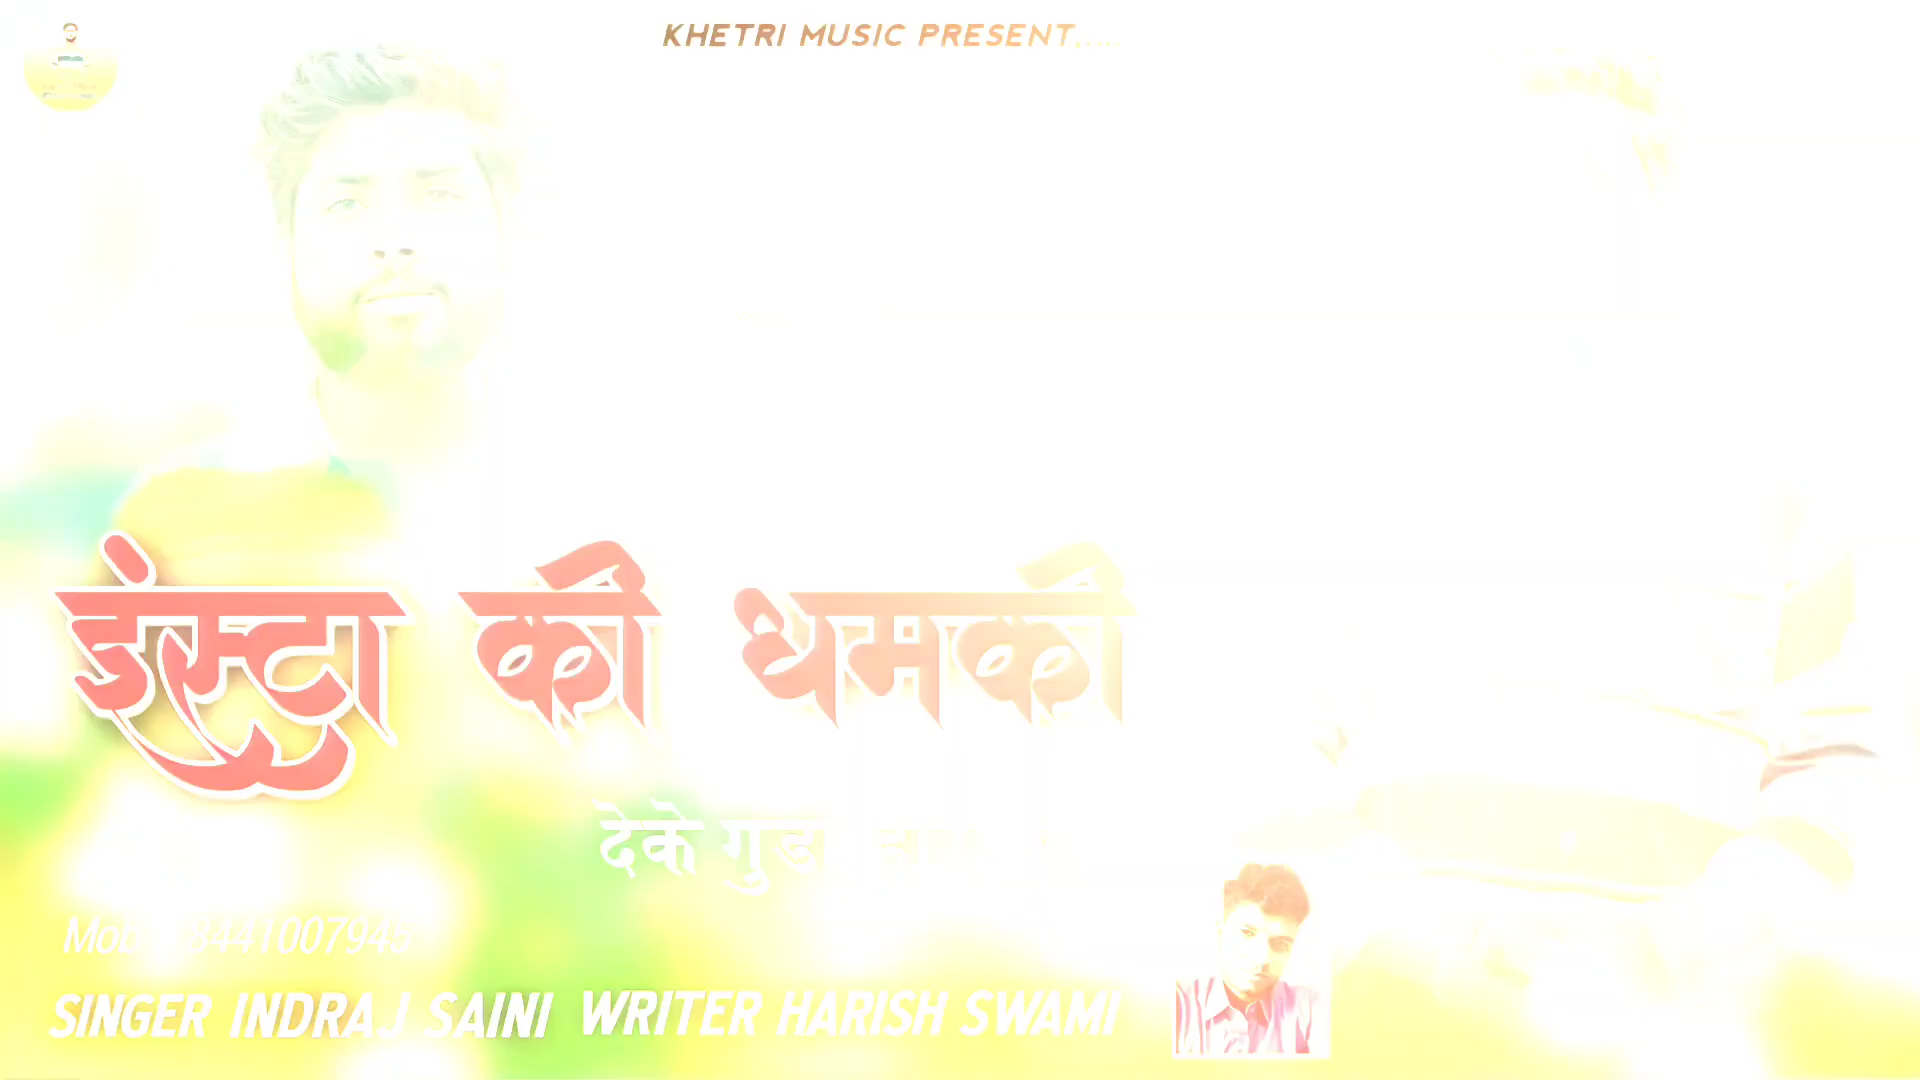 KHETRI MUSIC PRESENT.....
इंस्टा की धमकी
देके
Mob 8441007945
SINGER INDRAJ SAINI WRITER HARISH SWAMI